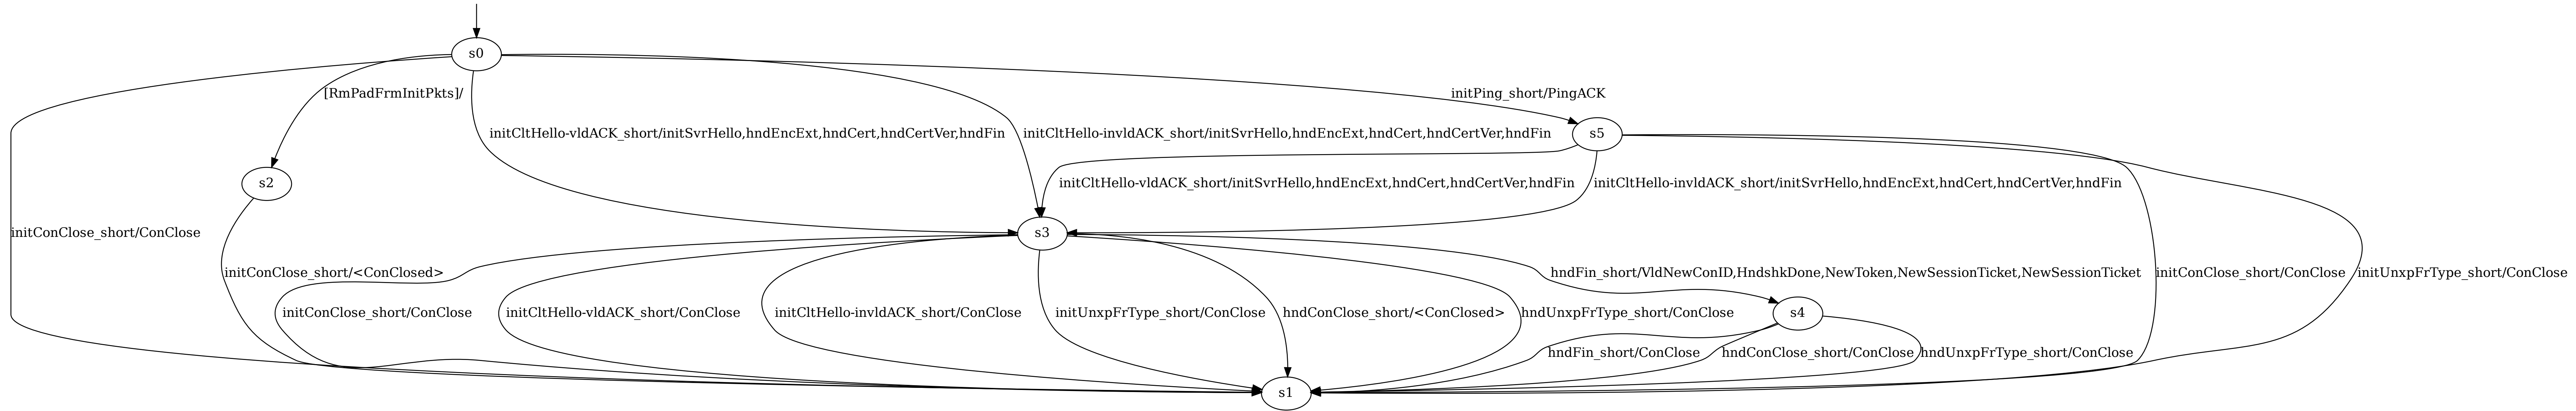 s0
[RmPadFrmInitPkts]/
initPing_short/PingACK
initCltHello-vldACK_short/initSvrHello,hndEncExt,hndCert,hndCertVer,hndFin
initCltHello-invldACK_short/initSvrHello,hndEncExt,hndCert,hndCertVer,hndFin
s5
s2
initCltHello-vldACK_short/initSvrHello,hndEncExt,hndCert,hndCertVer,hndFin
initCltHello-invldACK_short/initSvrHello,hndEncExt,hndCert,hndCertVer,hndFin
initConClose_short/ConClose
s3
initConClose_short/<ConClosed>
hndFin_short/VldNewConID,HndshkDone,NewToken,NewSessionTicket,NewSessionTicket
initConClose_short/ConClose
initUnxpFrType_short/ConClose
initConClose_short/ConClose
initCltHello-vldACK_short/ConClose
initCltHello-invldACK_short/ConClose
initUnxpFrType_short/ConClose
hndConClose_short/<ConClosed>
hndUnxpFrType_short/ConClose
s4
hndFin_short/ConClose
hndConClose_short/ConClose
hndUnxpFrType_short/ConClose
s1